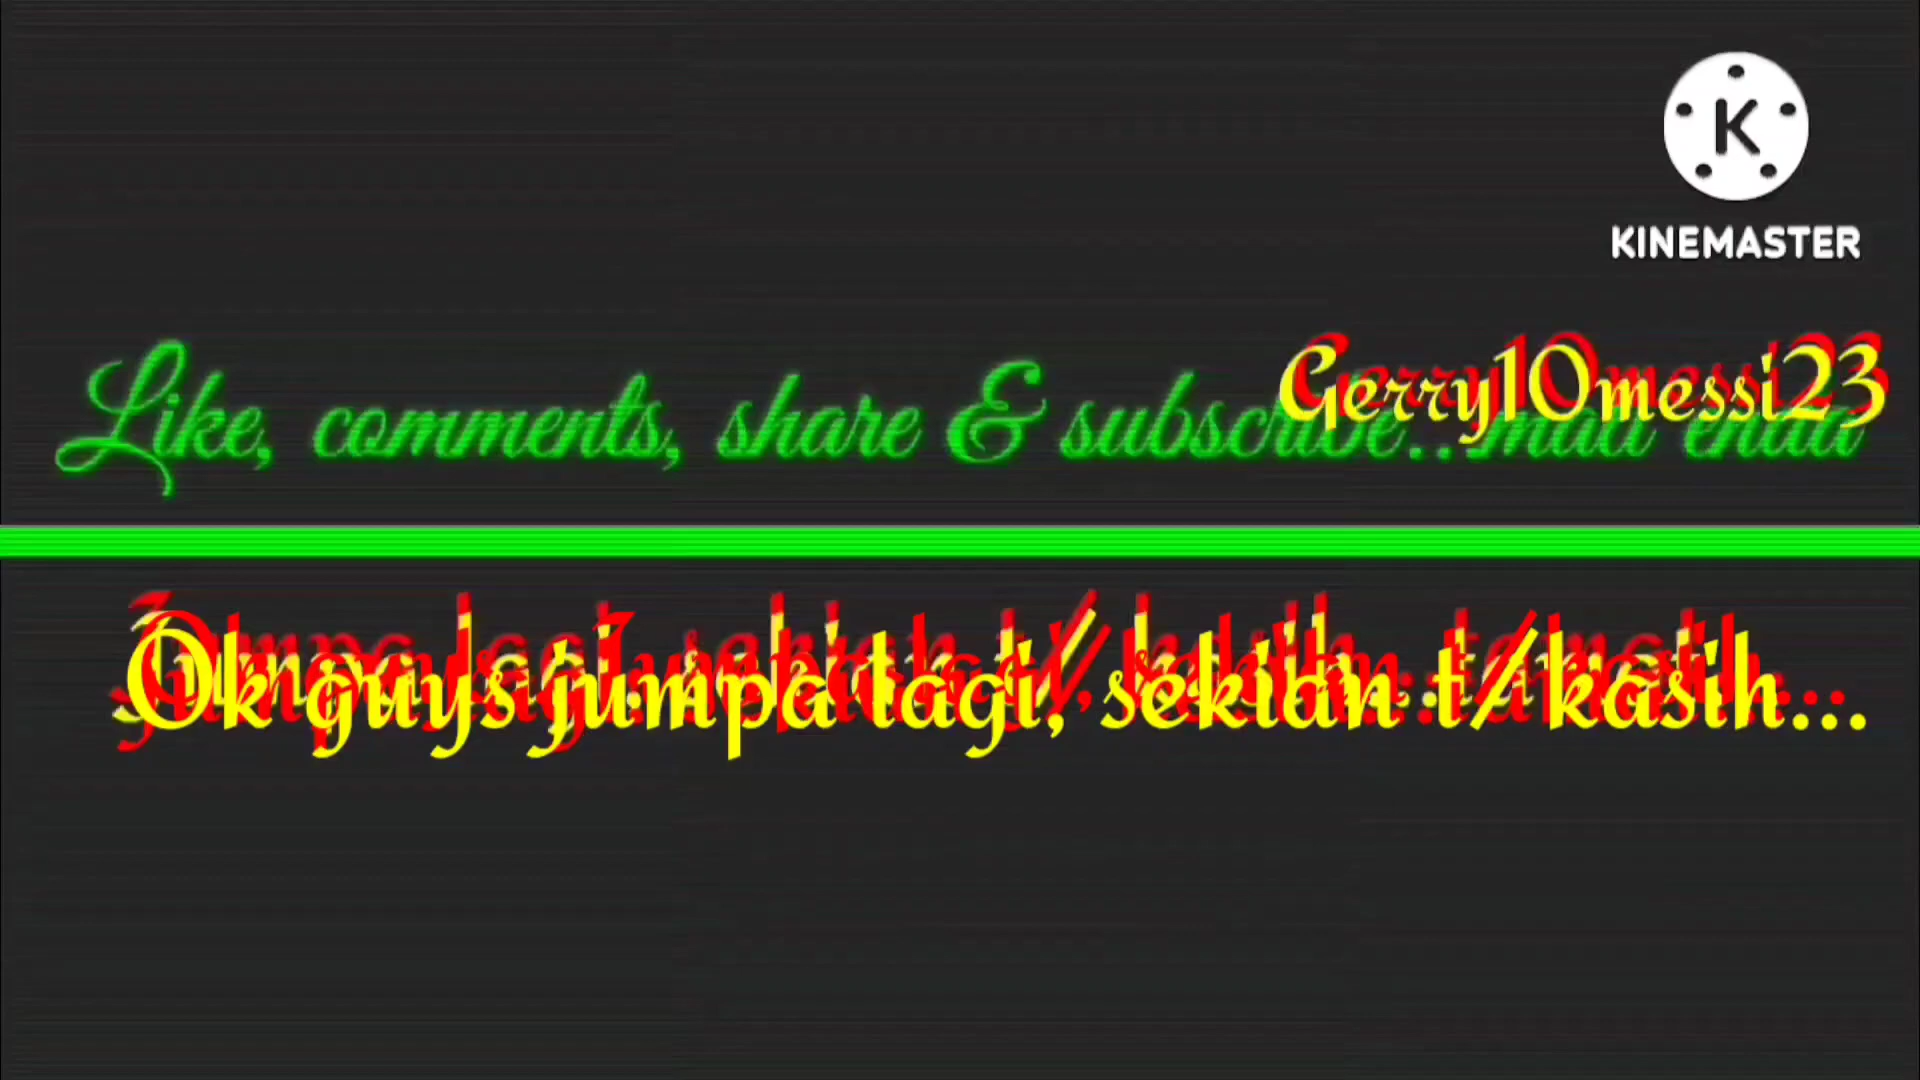 K
KINEMASTER
Gerry10messi23
Like, comments, share & subscribe..
Ok guys jumpa lagi, sekian t/kasih...